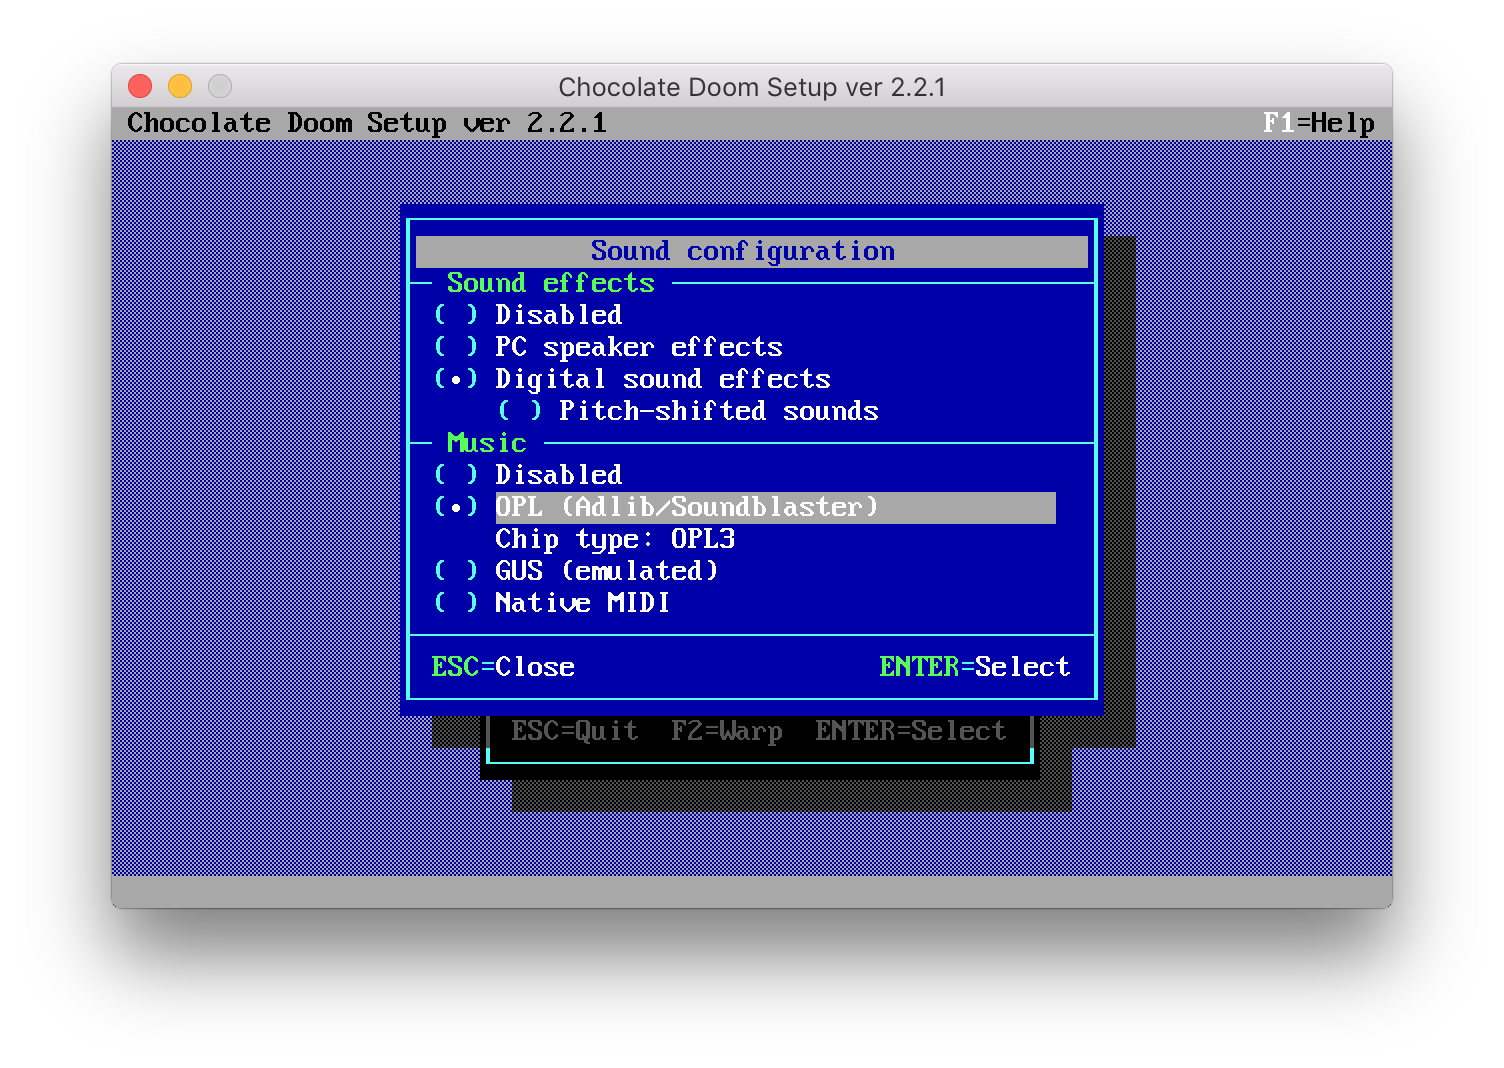 Chocolate Doom Setup ver 2.2.1
Chocolate Doom Setup ver 2.2.1 F1=Help
Sound configuration
Sound effects
( ) Disabled
( ) PC speaker effects
(•) Digital sound effects
( ) Pitch-shifted sounds
Music
( ) Disabled
(•) OPL (Adlib/Soundblaster)
Chip type: OPL3
( ) GUS (emulated)
( ) Native MIDI
ESC=Close ENTER=Select
ESC=Quit F2=Warp ENTER=Select